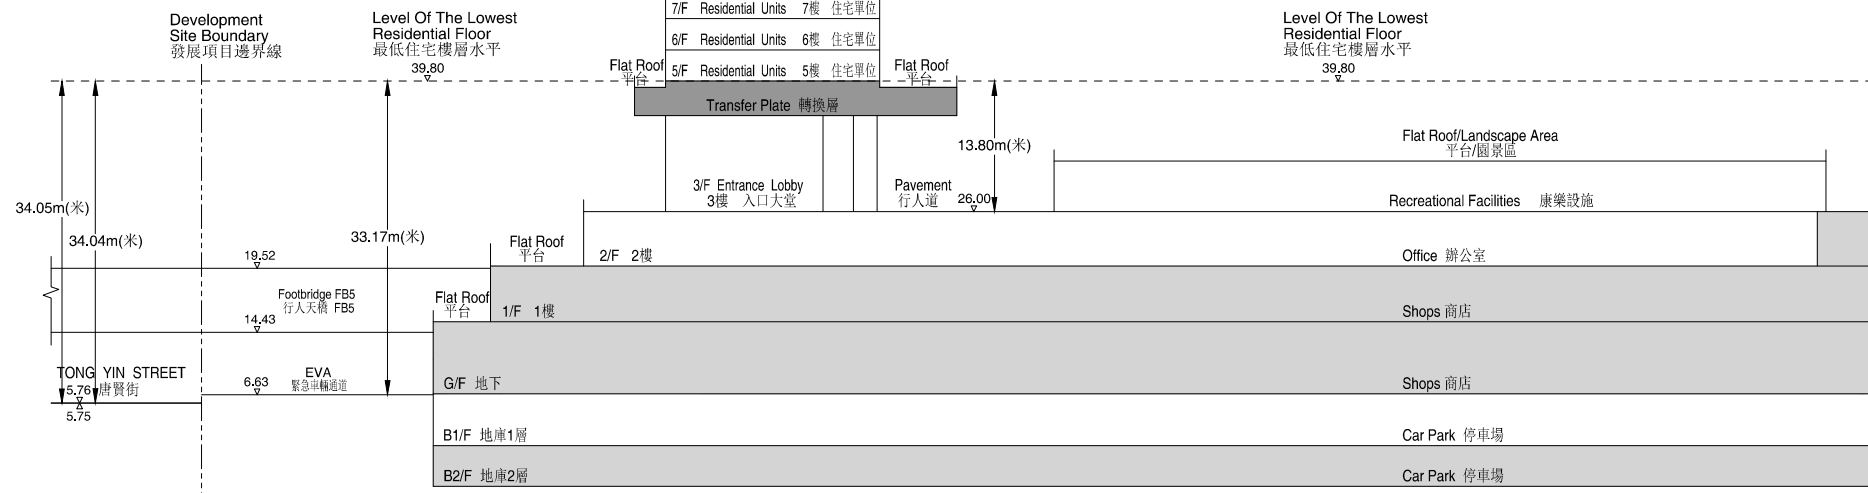 Development
Site Boundary
發展項目邊界線
Level Of The Lowest
Residential Floor
最低住宅樓層水平
39.80
7/F Residential Units 7樓 住宅單位
6/F Residential Units 6樓 住宅單位
5/F Residential Units 5樓 住宅單位
Flat Roof
平台
Flat Roof
平台
Level Of The Lowest
Residential Floor
最低住宅樓層水平
39.80
Transfer Plate 轉換層
13.80m(米)
Flat Roof/Landscape Area
平台/園景區
3/F Entrance Lobby
3樓 入口大堂
Pavement
行人道
26.00
Recreational Facilities 康樂設施
34.05m(米)
34.04m(米)
33.17m(米)
Flat Roof
平台
2/F 2樓
Office 辦公室
19.52
Footbridge FB5
行人天橋 FB5
Flat Roof
平台
1/F 1樓
Shops 商店
14.43
TONG YIN STREET
唐賢街
5.76
5.75
6.63
EVA
緊急車輛通道
G/F 地下
Shops 商店
B1/F 地庫1層
Car Park 停車場
B2/F 地庫2層
Car Park 停車場